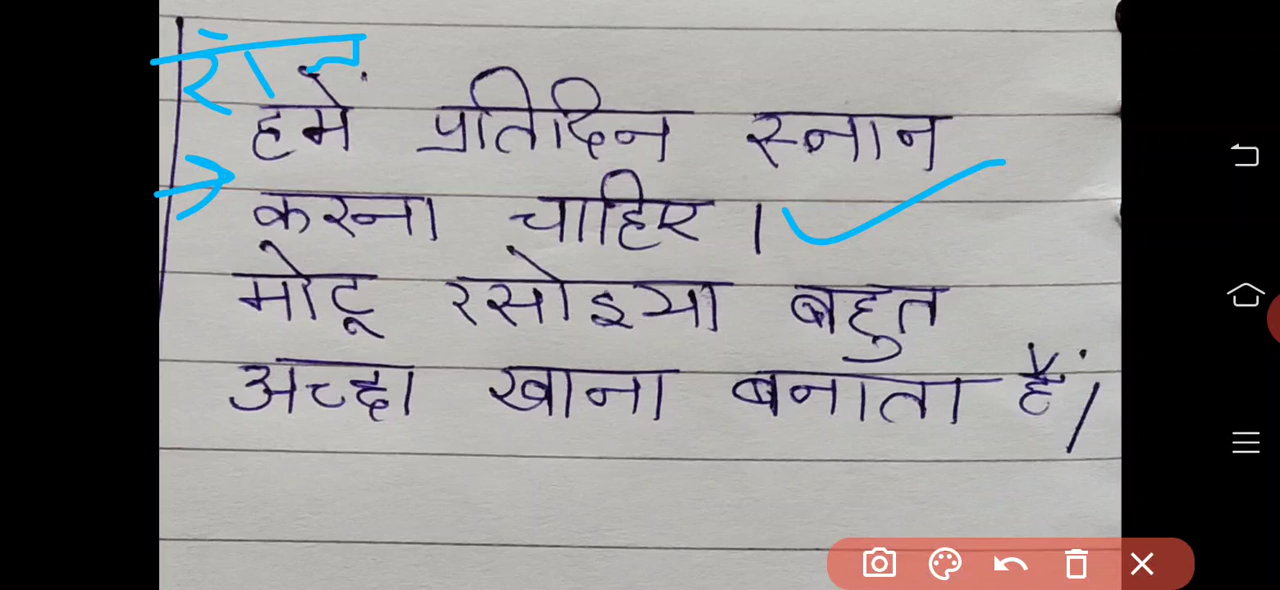 हमें प्रतिदिन स्नान
करना चाहिए।
मोटू रसोइया बहुत
अच्छा खाना बनाता हैं।